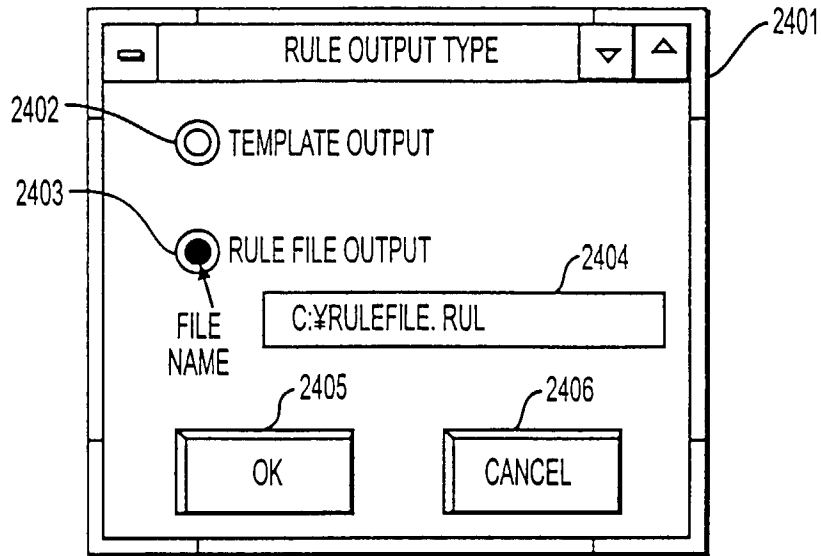 2401
RULE OUTPUT TYPE
2402
TEMPLATE OUTPUT
2403
RULE FILE OUTPUT
2404
C:¥RULEFILE. RUL
FILE
NAME
2405
2406
OK
CANCEL